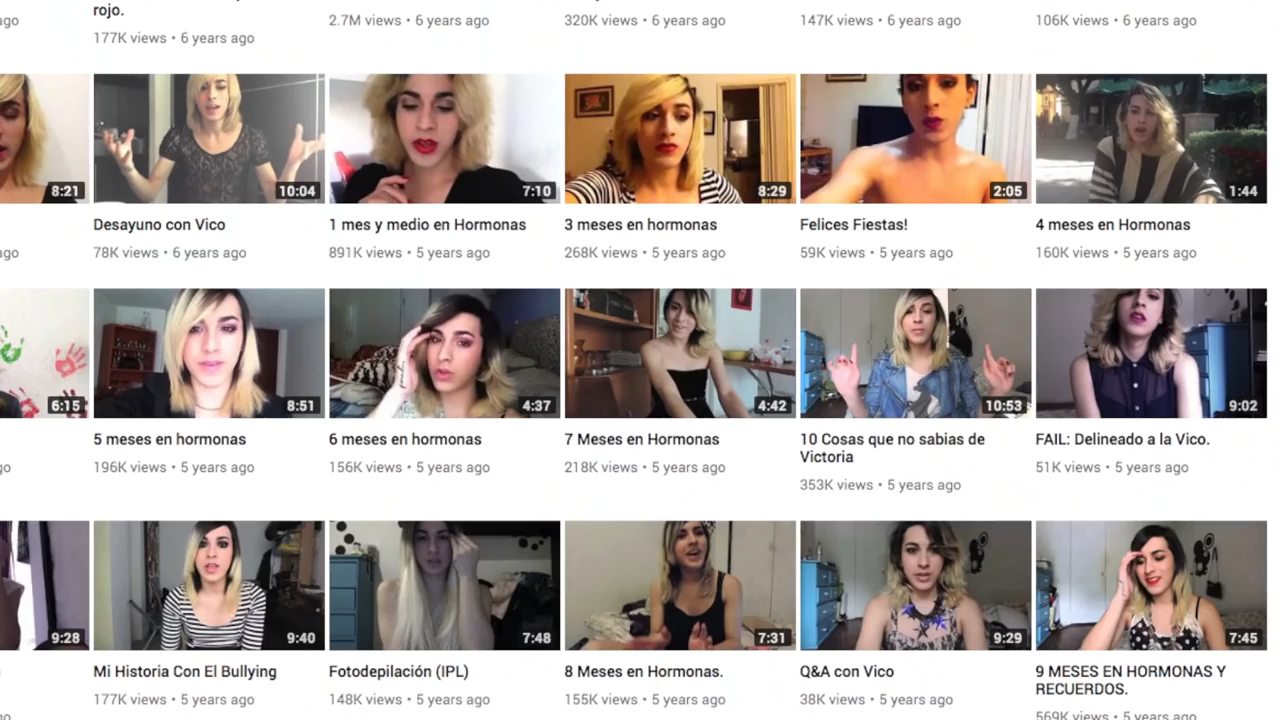 ago
rojo.
177K views • 6 years ago
2.7M views • 6 years ago
320K views • 6 years ago
147K views • 6 years ago
106K views • 6 years ago
8:21
10:04
7:10
8:29
2:05
1:44
Desayuno con Vico
1 mes y medio en Hormonas
3 meses en hormonas
Felices Fiestas!
4 meses en Hormonas
ago
78K views • 6 years ago
891K views • 5 years ago
268K views • 5 years ago
59K views • 5 years ago
160K views • 5 years ago
6:15
8:51
4:37
4:42
10:53
9:02
5 meses en hormonas
6 meses en hormonas
7 Meses en Hormonas
10 Cosas que no sabias de
Victoria
FAIL: Delineado a la Vico.
go
196K views • 5 years ago
156K views • 5 years ago
218K views • 5 years ago
353K views • 5 years ago
51K views • 5 years ago
9:28
9:40
7:48
7:31
9:29
7:45
Mi Historia Con El Bullying
Fotodepilación (IPL)
8 Meses en Hormonas.
Q&A con Vico
9 MESES EN HORMONAS Y
RECUERDOS.
ago
177K views • 5 years ago
148K views • 5 years ago
155K views • 5 years ago
38K views • 5 years ago
569K views • 5 years ago